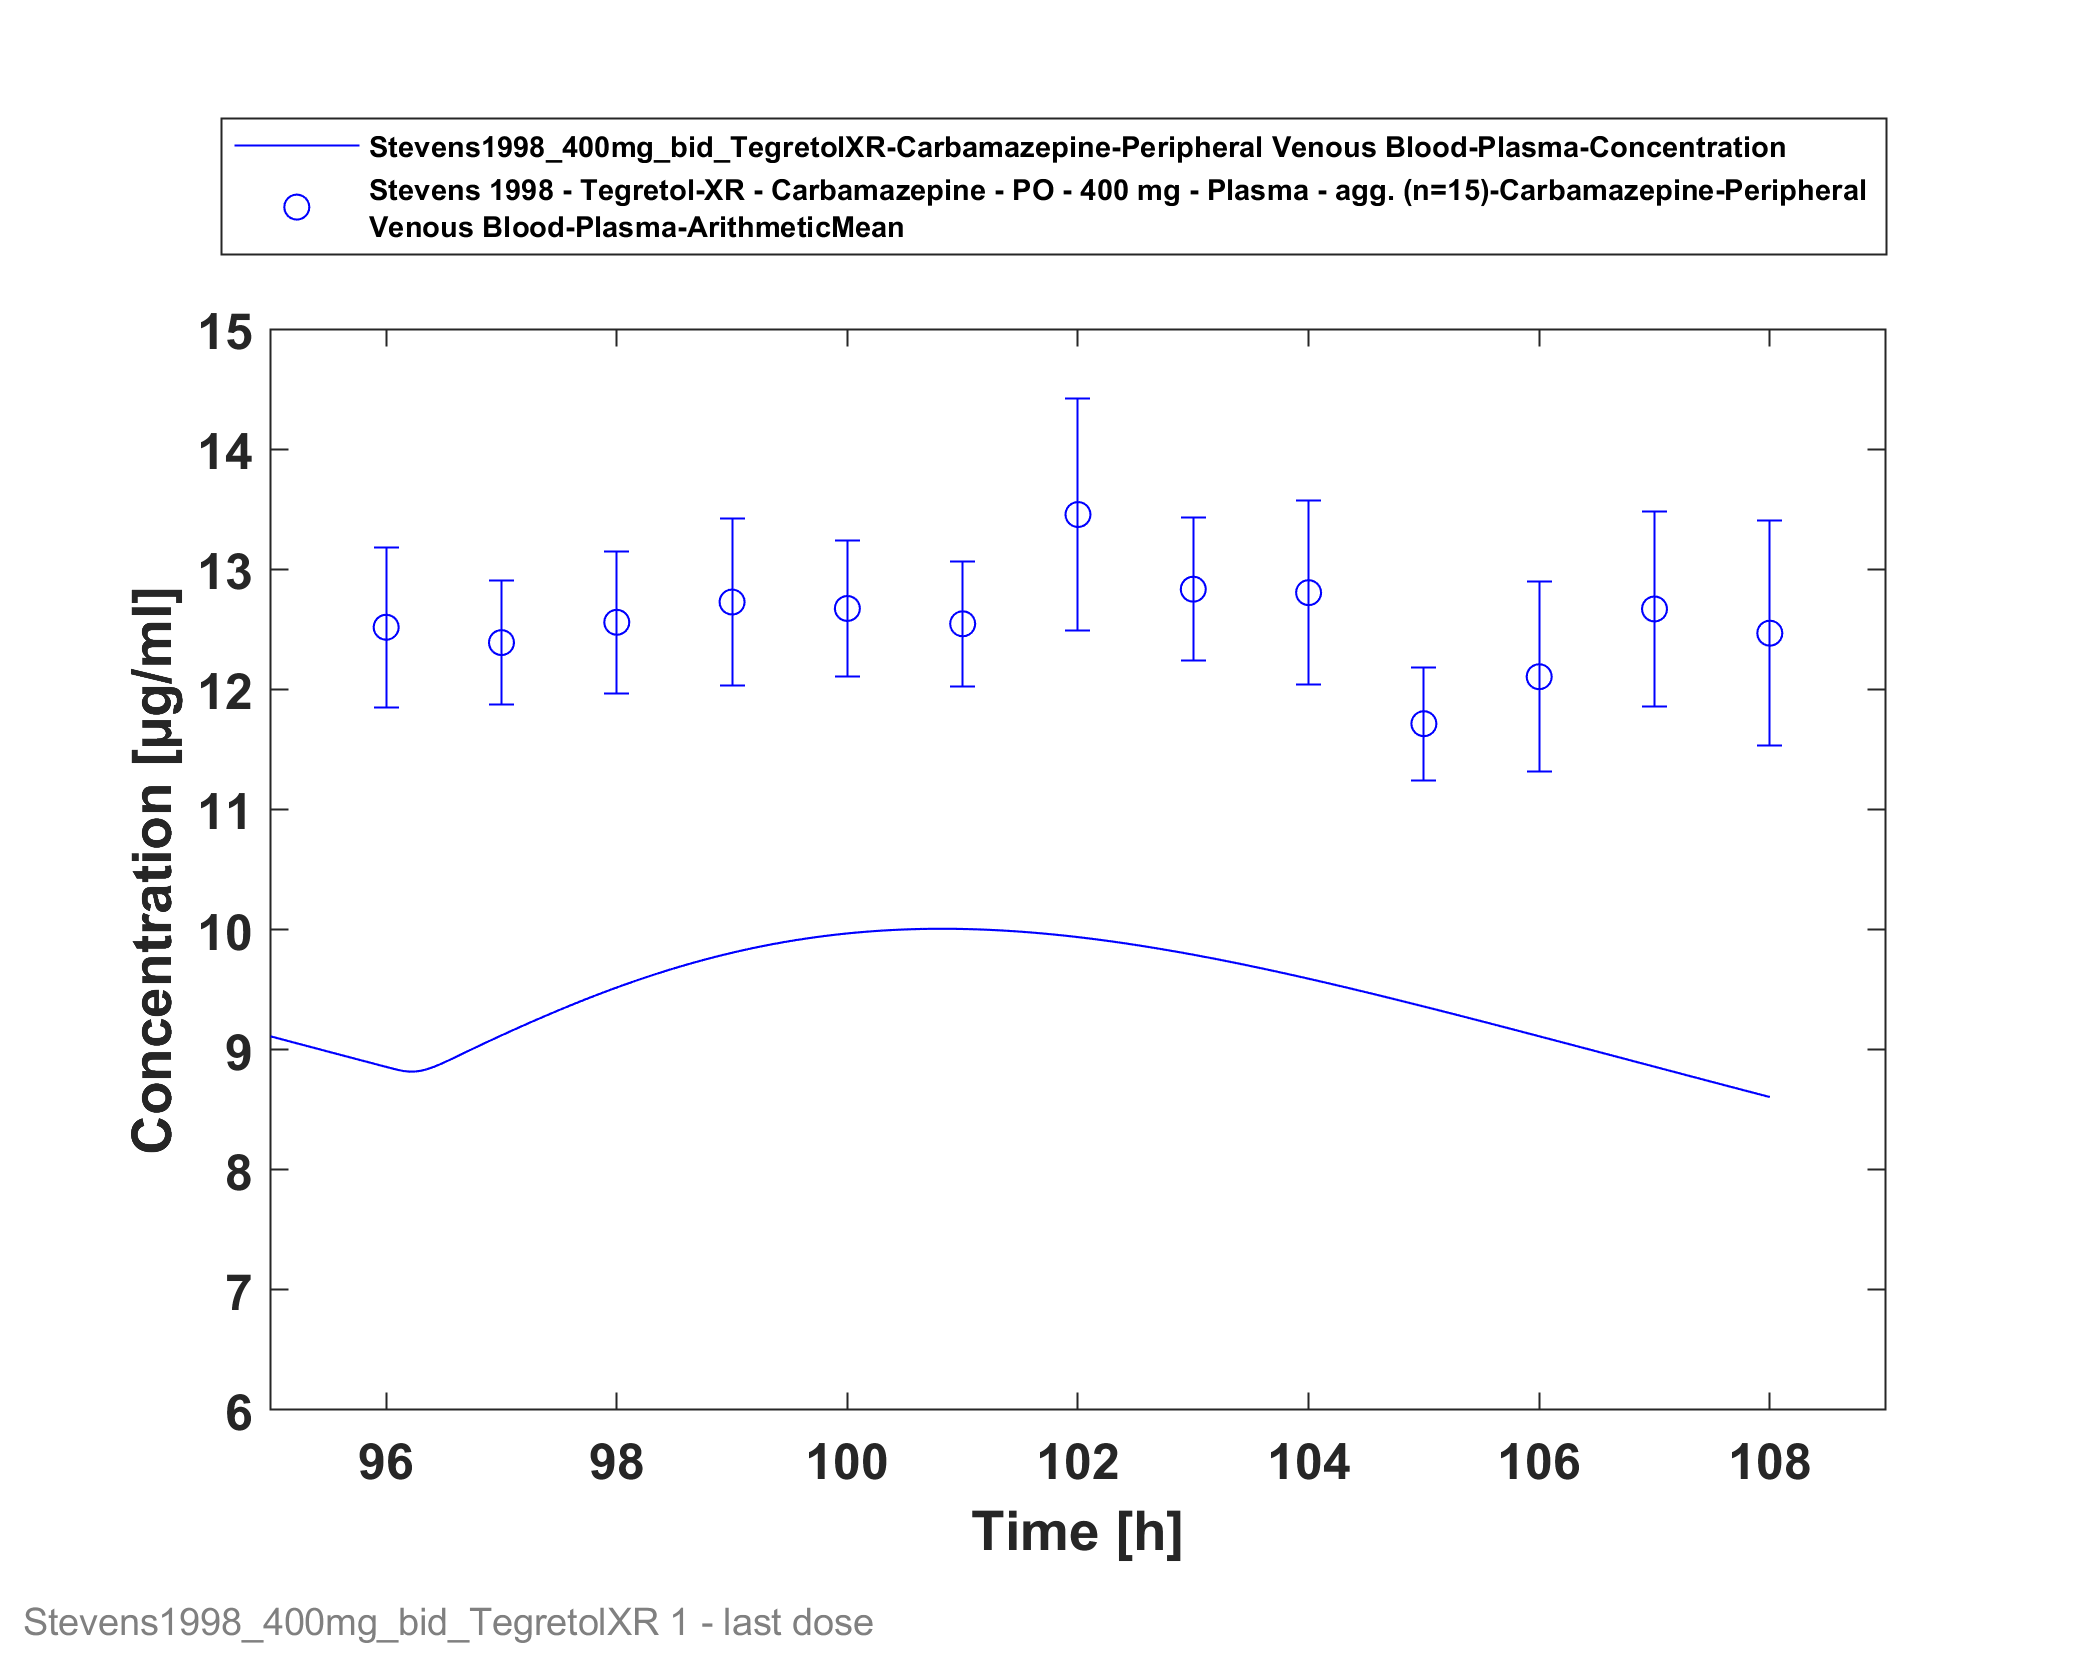 Stevens1998_400mg_bid_TegretolXR-Carbamazepine-Peripheral Venous Blood-Plasma-Concentration
Stevens 1998 - Tegretol-XR - Carbamazepine - PO - 400 mg - Plasma - agg. (n=15)-Carbamazepine-Peripheral
Venous Blood-Plasma-ArithmeticMean
15
14
13
12
11
10
9
8
7
6
Concentration [µg/ml]
96 98 100 102 104 106 108
Time [h]
Stevens1998_400mg_bid_TegretolXR 1 - last dose